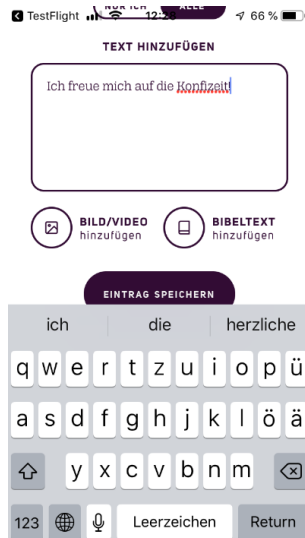 TestFlight 12:28 66 %
NUR ICH ALLE
TEXT HINZUFÜGEN
Ich freue mich auf die Konfizeit!
BILD/VIDEO
hinzufügen
BIBELTEXT
hinzufügen
EINTRAG SPEICHERN
ich die herzliche
q w e r t z u i o p ü
a s d f g h j k l ö ä
y x c v b n m
123 Leerzeichen Return